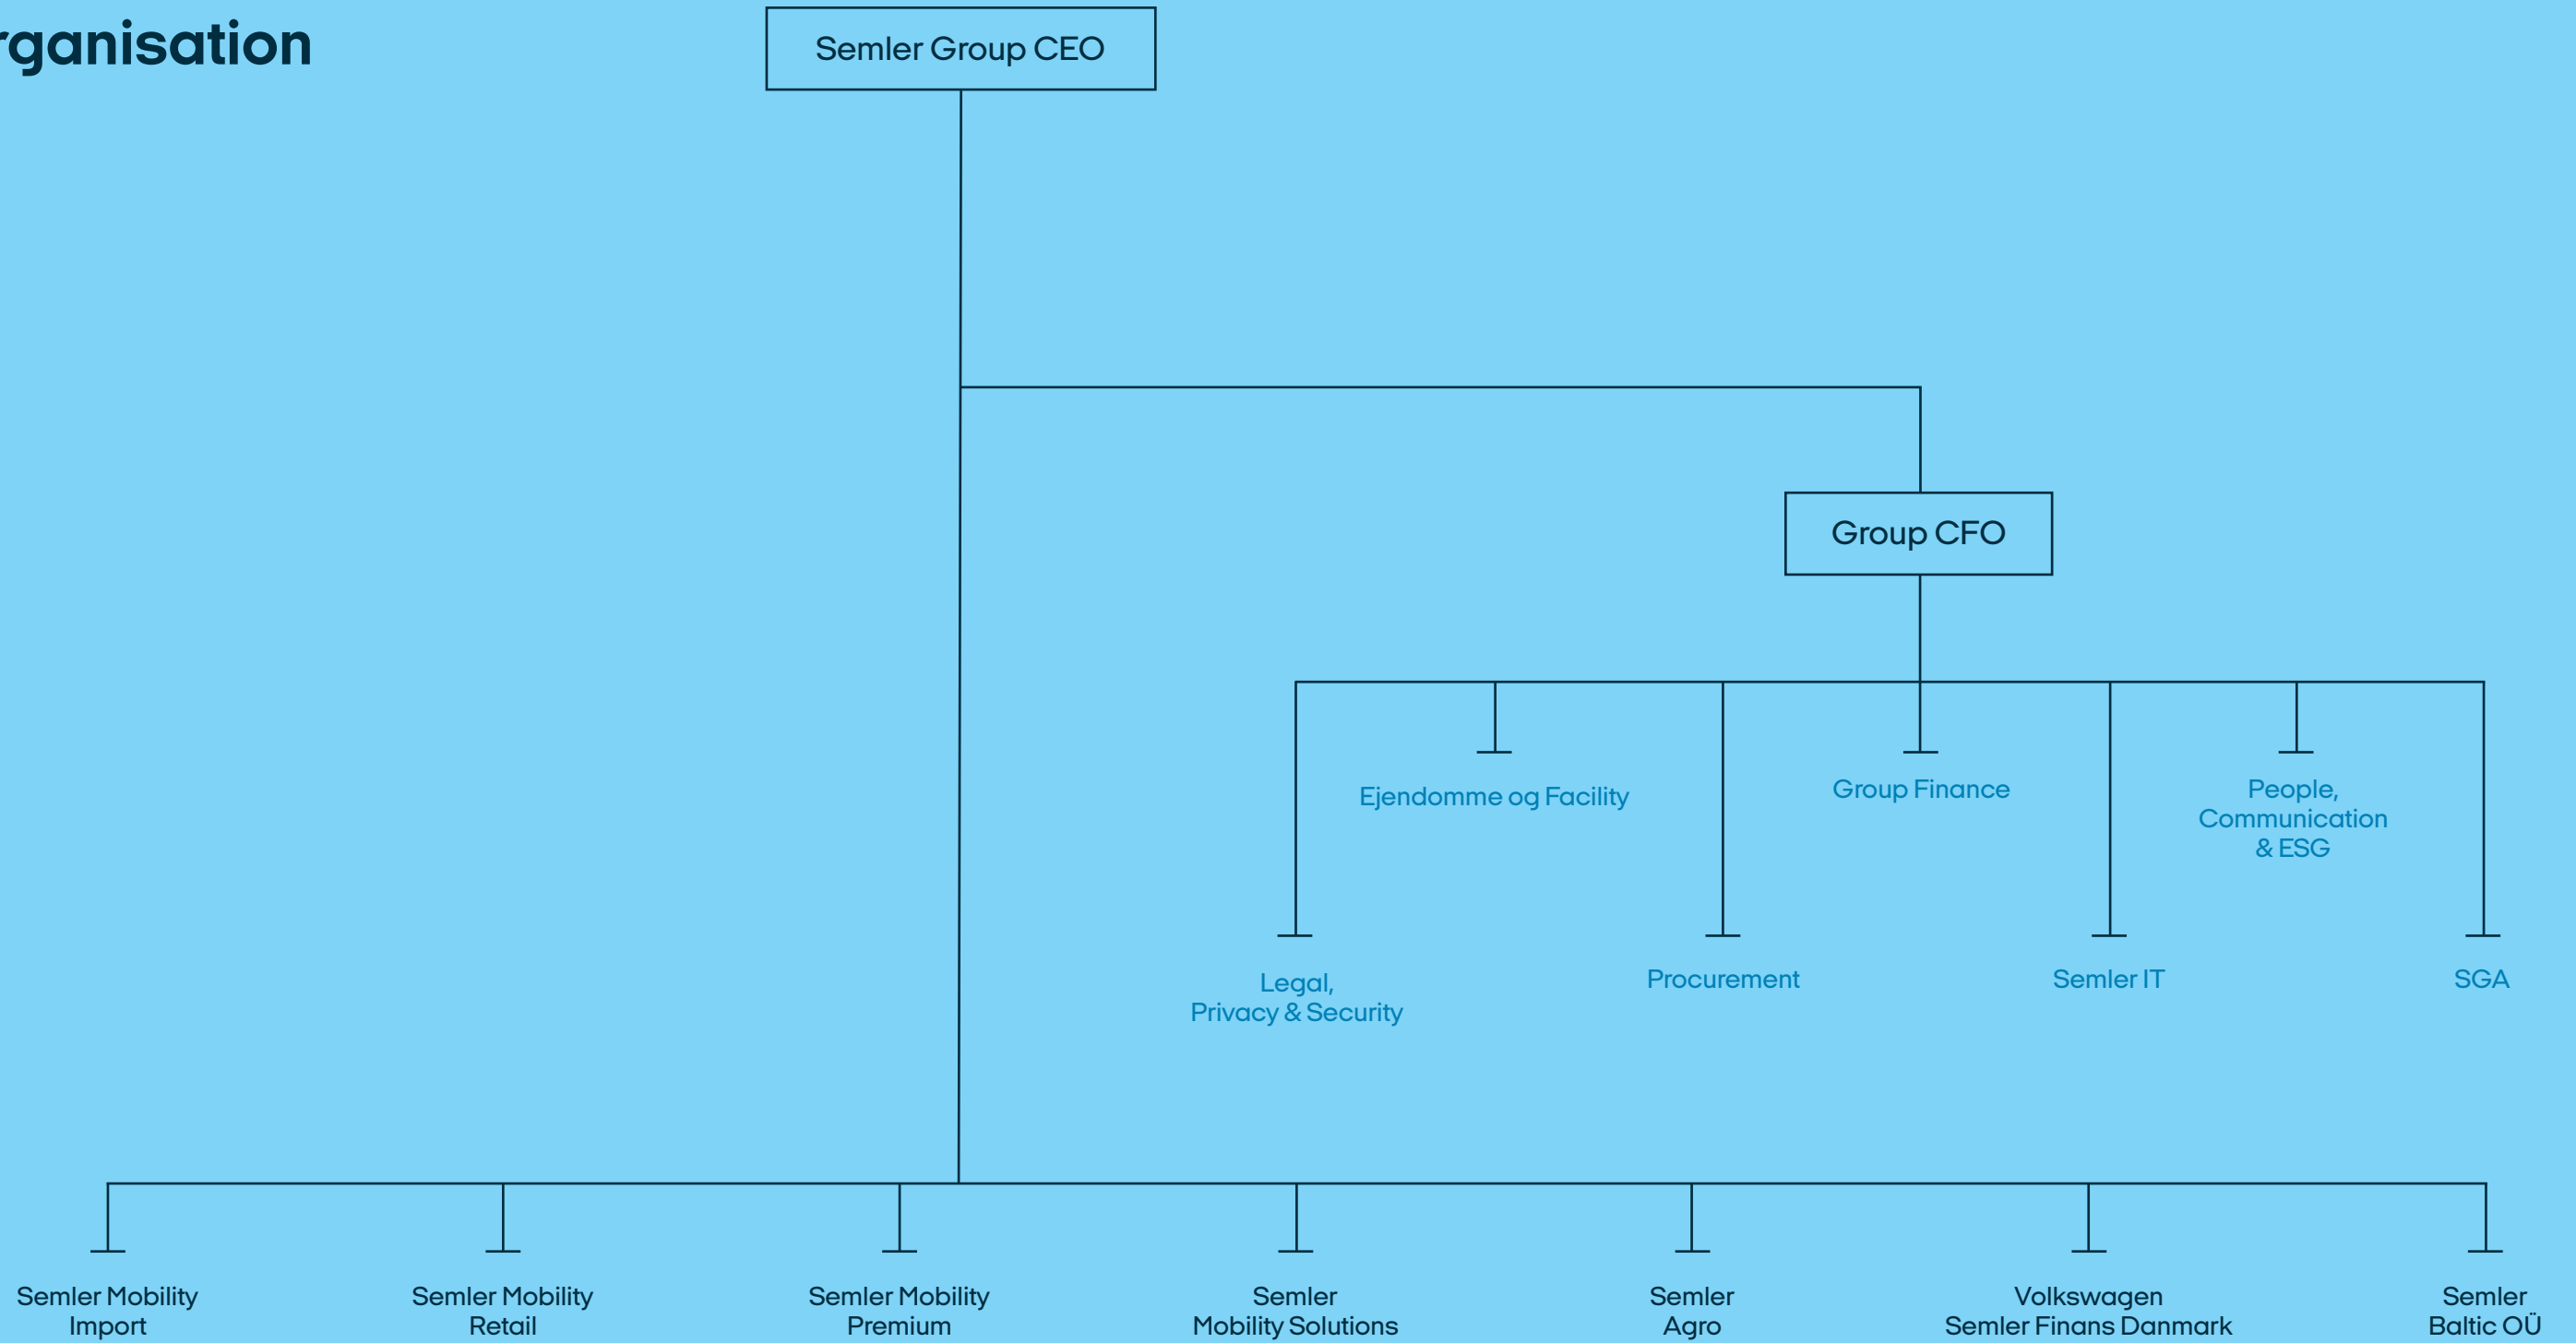 rganisation
Semler Group CEO
Group CFO
Ejendomme og Facility
Group Finance
People,
Communication
& ESG
Legal,
Privacy & Security
Procurement
Semler IT
SGA
Semler Mobility
Import
Semler Mobility
Retail
Semler Mobility
Premium
Semler
Mobility Solutions
Semler
Agro
Volkswagen
Semler Finans Danmark
Semler
Baltic OÜ